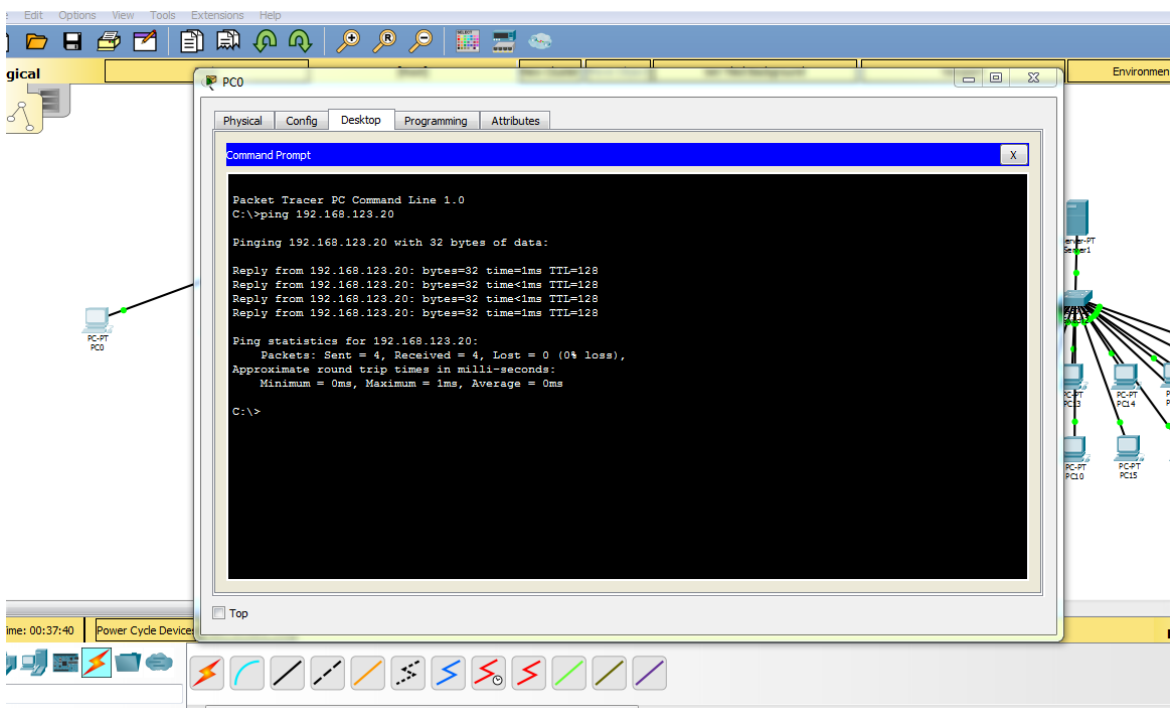 Edit Options View Tools Extensions Help
gical
Environmen
PC0
Physical Config Desktop Programming Attributes
Command Prompt
X
Packet Tracer PC Command Line 1.0
C:\>ping 192.168.123.20
Pinging 192.168.123.20 with 32 bytes of data:
Reply from 192.168.123.20: bytes=32 time=1ms TTL=128
Reply from 192.168.123.20: bytes=32 time<1ms TTL=128
Reply from 192.168.123.20: bytes=32 time<1ms TTL=128
Reply from 192.168.123.20: bytes=32 time=1ms TTL=128
Ping statistics for 192.168.123.20:
Packets: Sent = 4, Received = 4, Lost = 0 (0% loss),
Approximate round trip times in milli-seconds:
Minimum = 0ms, Maximum = 1ms, Average = 0ms
C:\>
PC-PT
PC0
erver-PT
Server1
PC-PT
PC13
PC-PT
PC14
PC-PT
PC10
PC-PT
PC15
Top
ime: 00:37:40 Power Cycle Device